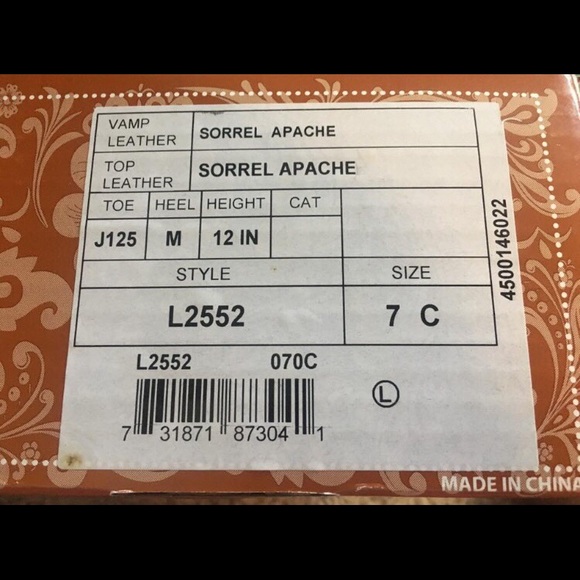 VAMP LEATHER SORREL APACHE
TOP LEATHER SORREL APACHE
TOE HEEL HEIGHT CAT
J125 M 12 IN
STYLE SIZE
L2552 7 C
L2552 070C
L
7 31871 87304 1
4500146022
MADE IN CHINA